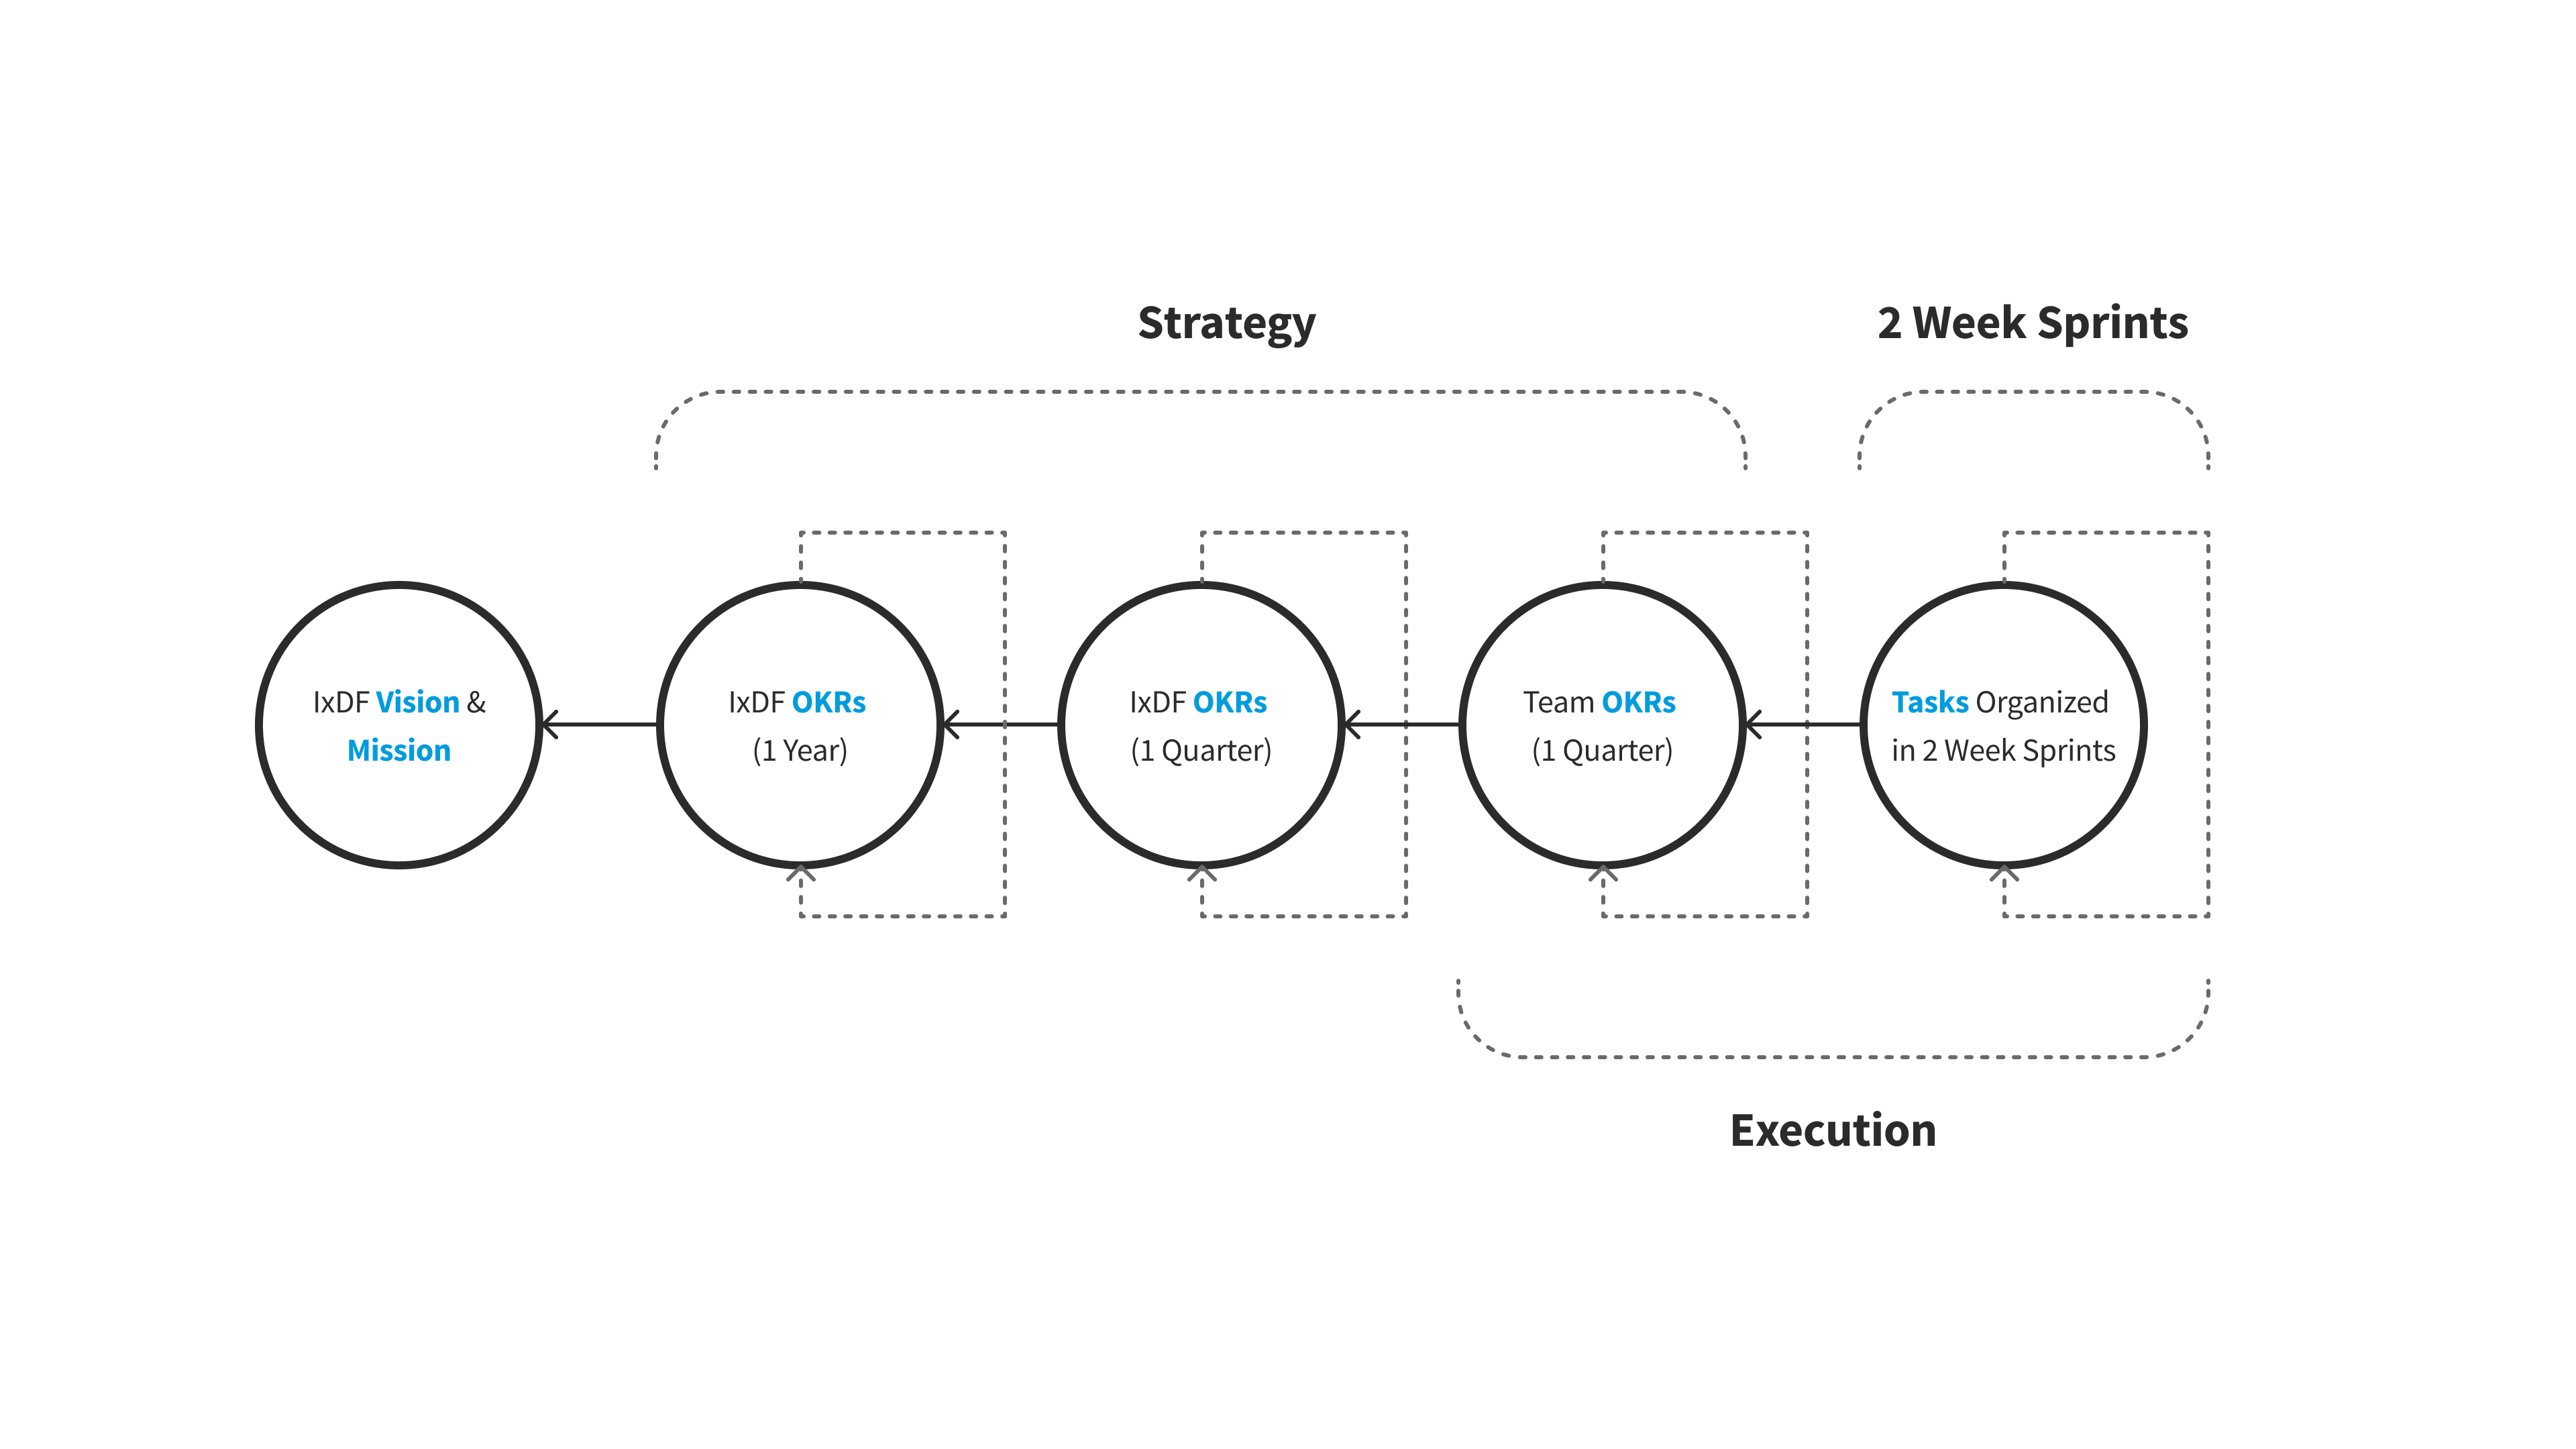 Strategy
2 Week Sprints
IxDF Vision &
Mission
IxDF OKRs
(1 Year)
IxDF OKRs
(1 Quarter)
Team OKRs
(1 Quarter)
Tasks Organized
in 2 Week Sprints
Execution